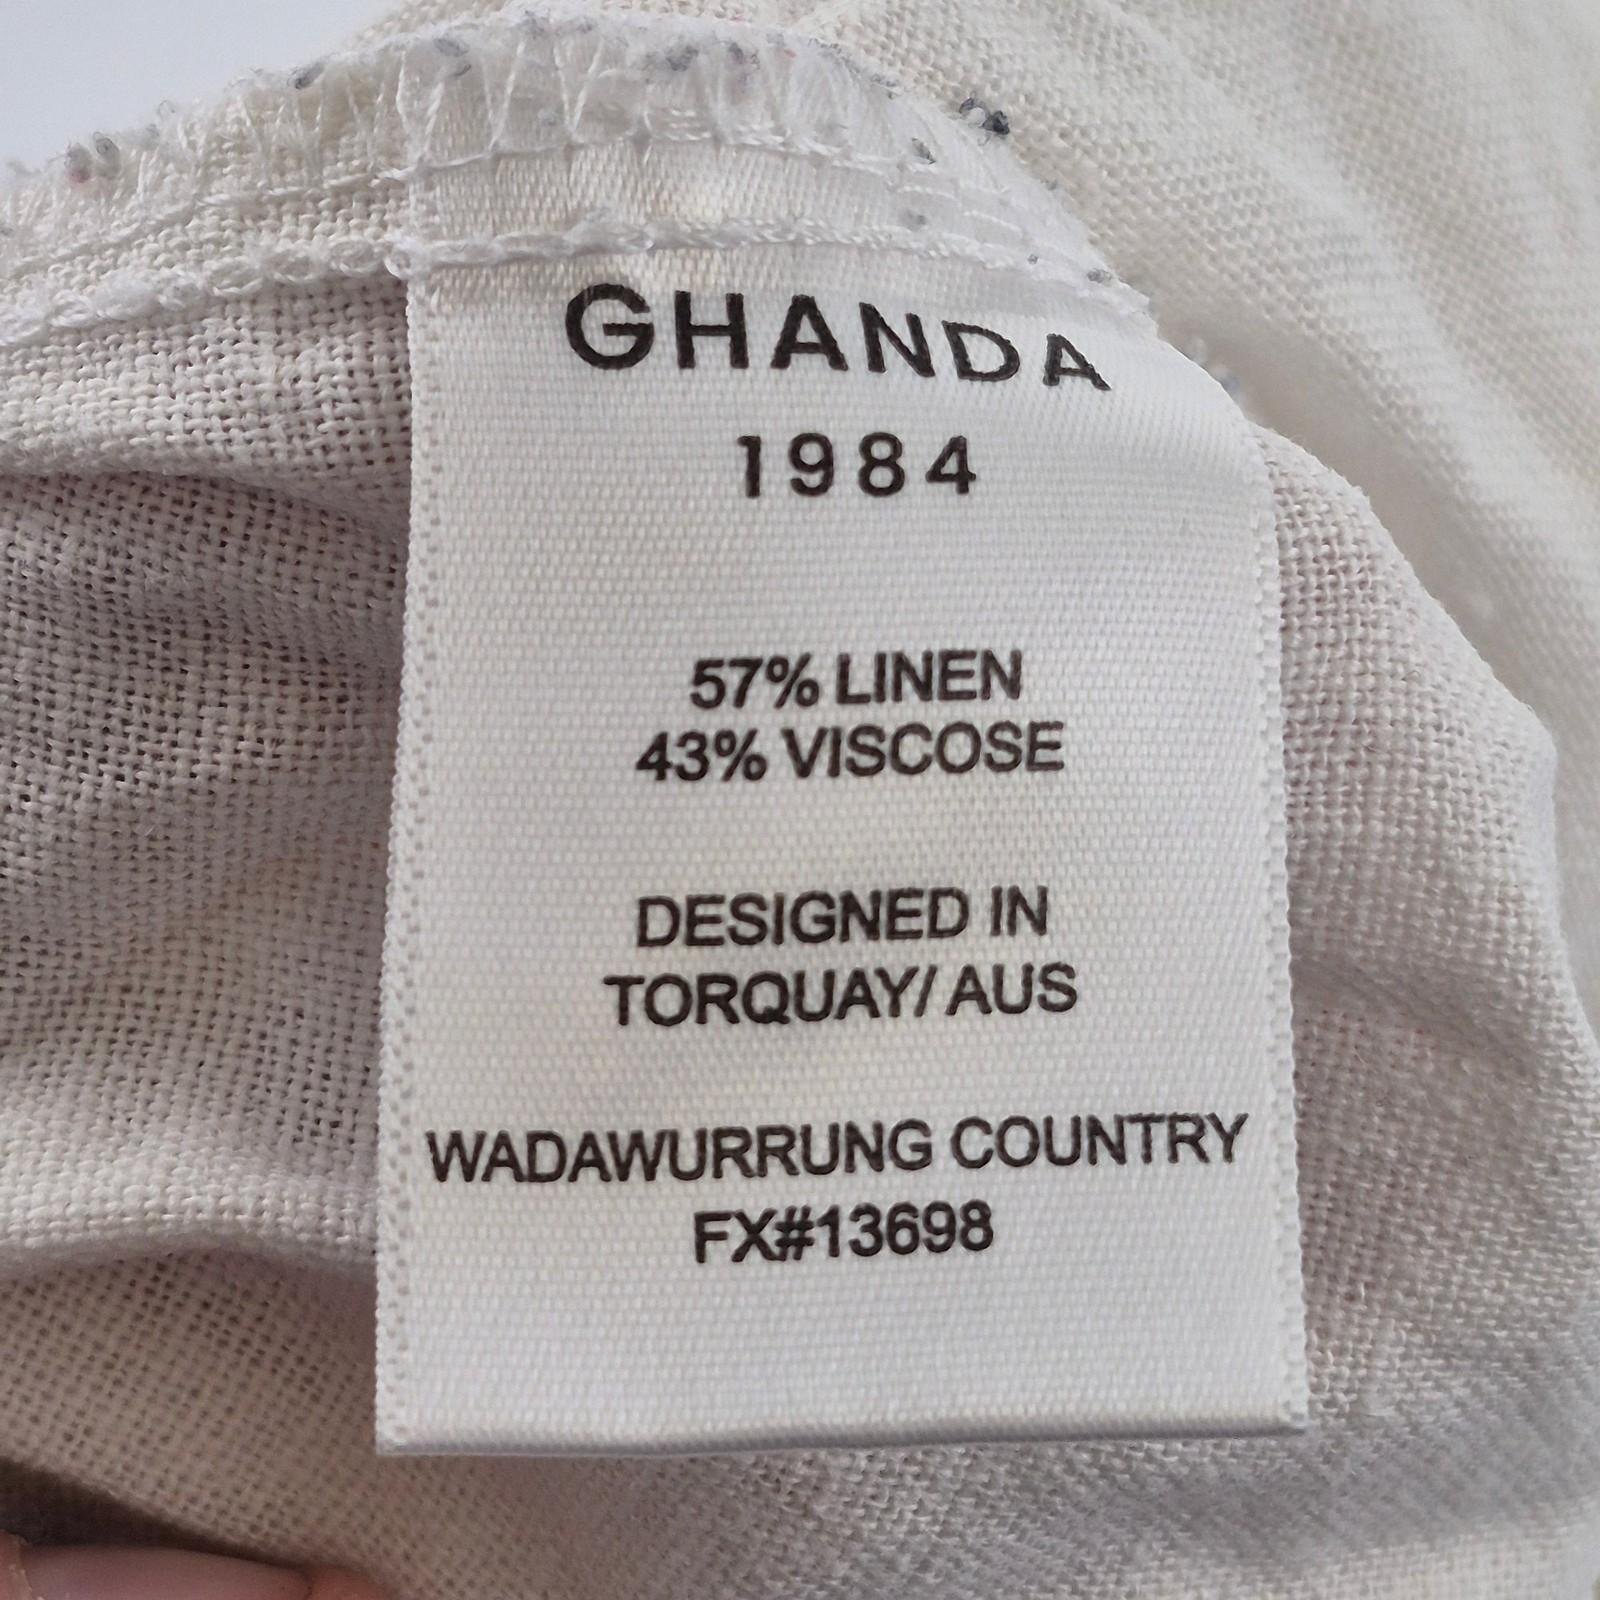 GHANDA
1984
57% LINEN
43% VISCOSE
DESIGNED IN
TORQUAY/ AUS
WADAWURRUNG COUNTRY
FX#13698